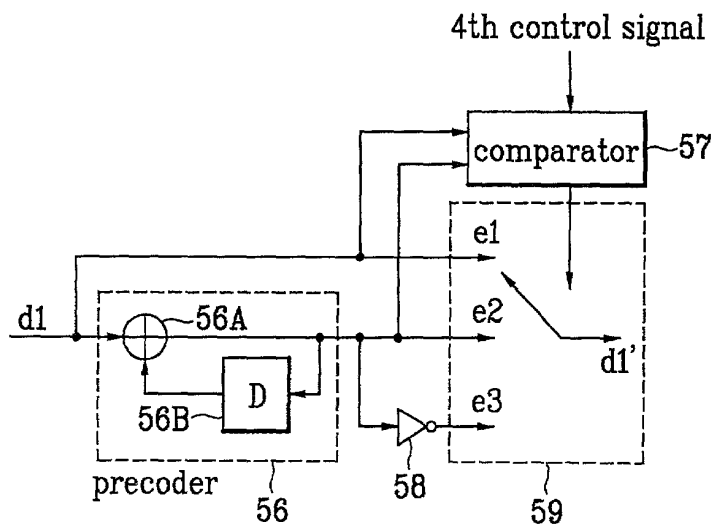 4th control signal
comparator 57
e1
d1 56A e2
d1'
56B D e3
58
precoder 56 59